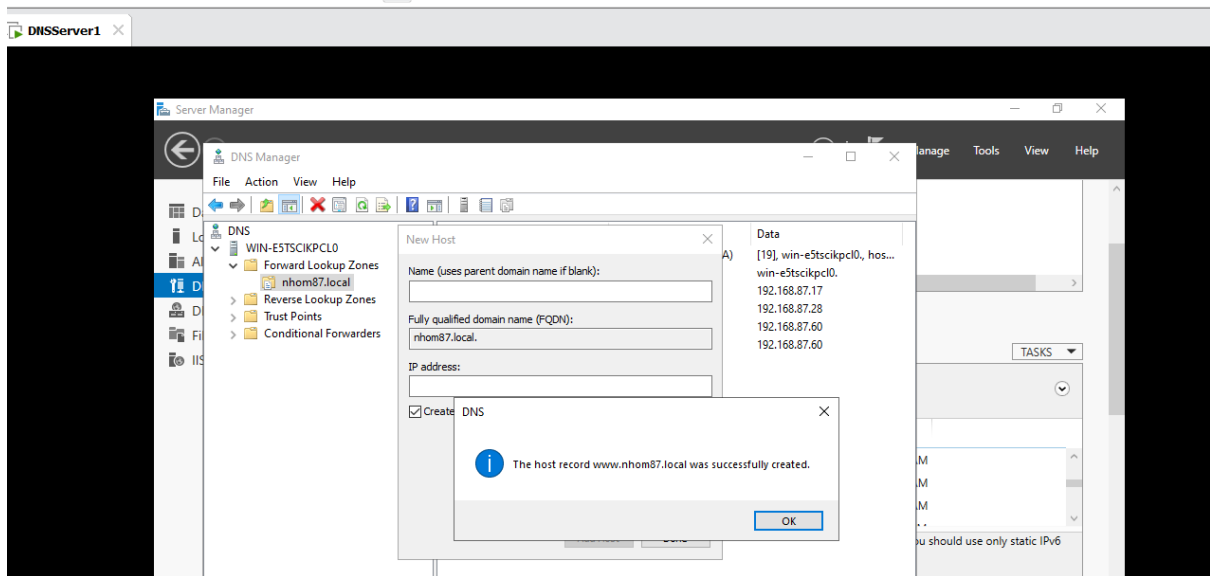 DNSServer1
Server Manager
Manage Tools View Help
DNS Manager
File Action View Help
DNS
WIN-E5TSCIKPCL0
Forward Lookup Zones
nhom87.local
Reverse Lookup Zones
Trust Points
Conditional Forwarders
New Host
Name (uses parent domain name if blank):
Fully qualified domain name (FQDN):
nhom87.local.
IP address:
Create
DNS
The host record www.nhom87.local was successfully created.
OK
Data
[19], win-e5tscikpcl0., hos...
win-e5tscikpcl0.
192.168.87.17
192.168.87.28
192.168.87.60
192.168.87.60
TASKS
should use only static IPv6